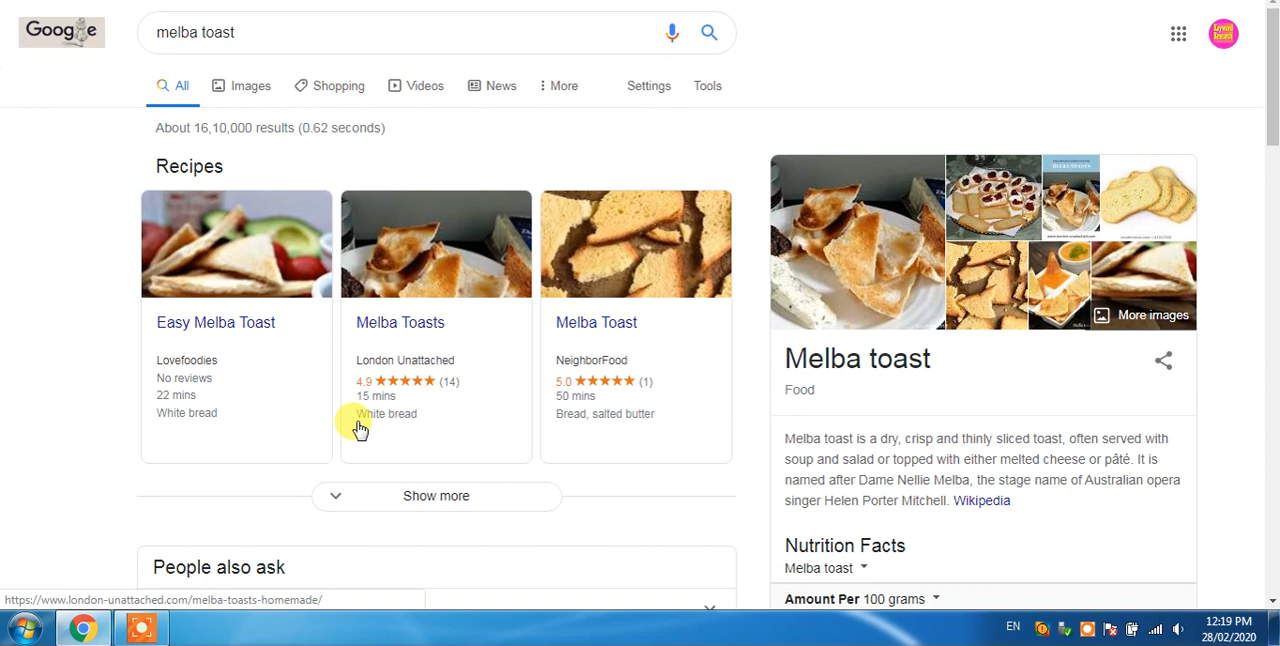 Google
melba toast
All
Images
Shopping
Videos
News
More
Settings
Tools
Keyword
Research
About 16,10,000 results (0.62 seconds)
Recipes
Easy Melba Toast
Lovefoodies
No reviews
22 mins
White bread
Melba Toasts
London Unattached
4.9 ★★★★★ (14)
15 mins
White bread
Melba Toast
NeighborFood
5.0 ★★★★★ (1)
50 mins
Bread, salted butter
Show more
People also ask
More images
Melba toast
Food
Melba toast is a dry, crisp and thinly sliced toast, often served with
soup and salad or topped with either melted cheese or pâté. It is
named after Dame Nellie Melba, the stage name of Australian opera
singer Helen Porter Mitchell. Wikipedia
Nutrition Facts
Melba toast
Amount Per 100 grams
https://www.london-unattached.com/melba-toasts-homemade/
EN
12:19 PM
28/02/2020